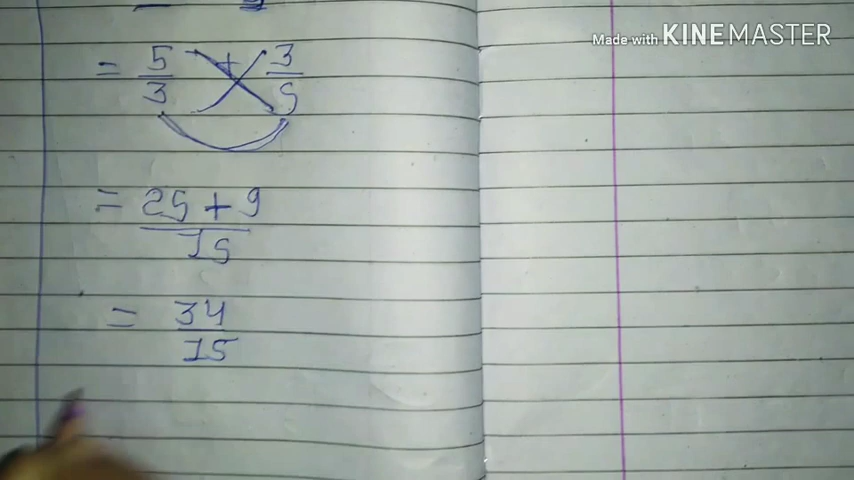 Made with KINEMASTER
= 5/3 + 3/5
= 25 + 9 / 15
= 34 / 15